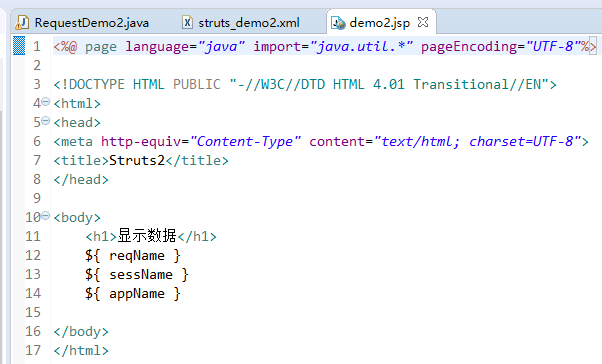 RequestDemo2.java struts_demo2.xml demo2.jsp
1 <%@ page language="java" import="java.util.*" pageEncoding="UTF-8"%>
2
3 <!DOCTYPE HTML PUBLIC "-//W3C//DTD HTML 4.01 Transitional//EN">
4 <html>
5 <head>
6 <meta http-equiv="Content-Type" content="text/html; charset=UTF-8">
7 <title>Struts2</title>
8 </head>
9
10 <body>
11     <h1>显示数据</h1>
12     ${ reqName }
13     ${ sessName }
14     ${ appName }
15
16 </body>
17 </html>